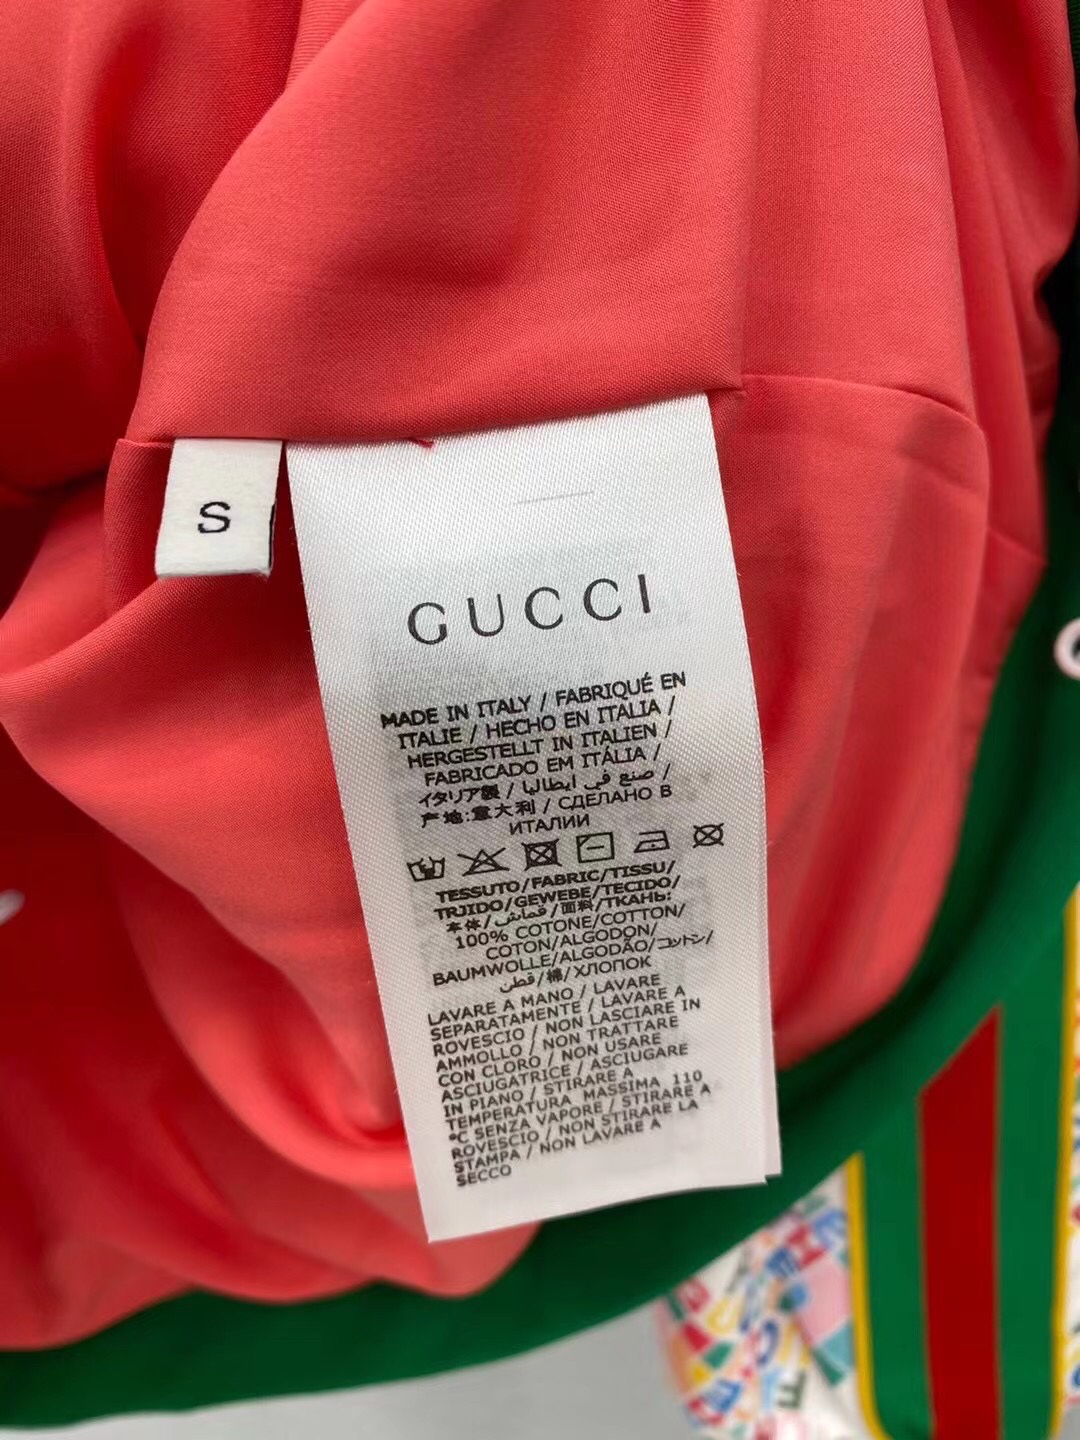 S
GUCCI
MADE IN ITALY / FABRIQUÉ EN
ITALIE / HECHO EN ITALIA /
HERGESTELLT IN ITALIEN /
FABRICADO EM ITÁLIA /
イタリア製 / صنع في ايطاليا /
产地:意大利 / СДЕЛАНО В
ИТАЛИИ
TESSUTO/FABRIC/TISSU/
TRJIDO/GEWEBE/TECIDO/
本体/قماش/面料/ТКАНЬ:
100% COTONE/COTTON/
COTON/ALGODON/
BAUMWOLLE/ALGODÃO/コットン/
قطن/棉/ХЛОПОК
LAVARE A MANO / LAVARE
SEPARATAMENTE / LAVARE A
ROVESCIO / NON LASCIARE IN
AMMOLLO / NON TRATTARE
CON CLORO / NON USARE
ASCIUGATRICE / ASCIUGARE
IN PIANO / STIRARE A
TEMPERATURA MASSIMA 110
°C SENZA VAPORE / STIRARE A
ROVESCIO / NON STIRARE LA
STAMPA / NON LAVARE A
SECCO